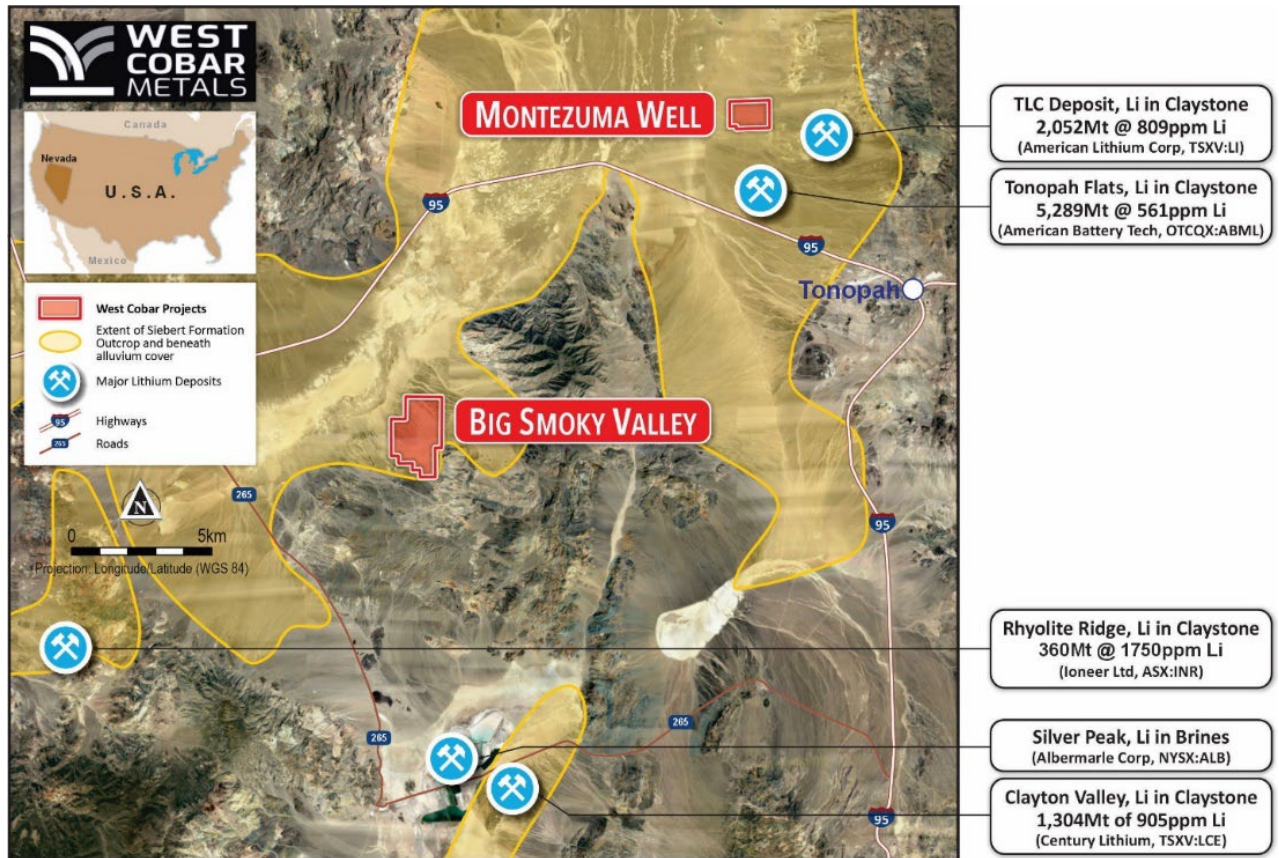 WEST
COBAR
METALS
Canada
Nevada
U.S.A.
Mexico
West Cobar Projects
Extent of Siebert Formation
Outcrop and beneath
alluvium cover
Major Lithium Deposits
95
Highways
265
Roads
N
0 5km
Projection: Longitude/Latitude (WGS 84)
MONTEZUMA WELL
95
95
Tonopah
BIG SMOKY VALLEY
265
95
265
265
95
TLC Deposit, Li in Claystone
2,052Mt @ 809ppm Li
(American Lithium Corp, TSXV:LI)
Tonopah Flats, Li in Claystone
5,289Mt @ 561ppm Li
(American Battery Tech, OTCQX:ABML)
Rhyolite Ridge, Li in Claystone
360Mt @ 1750ppm Li
(Ioneer Ltd, ASX:INR)
Silver Peak, Li in Brines
(Albermarle Corp, NYSX:ALB)
Clayton Valley, Li in Claystone
1,304Mt of 905ppm Li
(Century Lithium, TSXV:LCE)